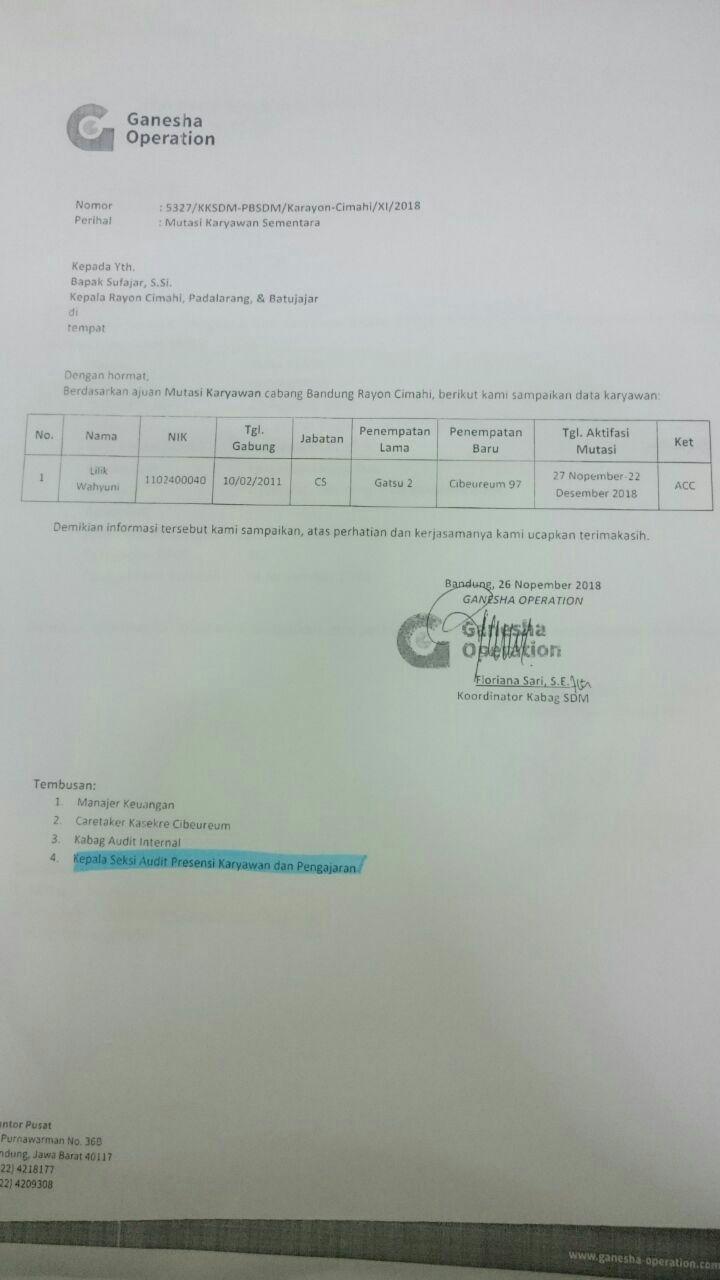 Ganesha
Operation
Nomor : 5327/KKSDM-PBSDM/Karayon-Cimahi/XI/2018
Perihal : Mutasi Karyawan Sementara
Kepada Yth.
Bapak Sufajar, S.Si.
Kepala Rayon Cimahi, Padalarang, & Batujajar
di
tempat
Dengan hormat,
Berdasarkan ajuan Mutasi Karyawan cabang Bandung Rayon Cimahi, berikut kami sampaikan data karyawan:
No. Nama NIK Tgl. Gabung Jabatan Penempatan Lama Penempatan Baru Tgl. Aktifasi Mutasi Ket
1 Lilik Wahyuni 1102400040 10/02/2011 CS Gatsu 2 Cibeureum 97 27 Nopember-22 Desember 2018 ACC
Demikian informasi tersebut kami sampaikan, atas perhatian dan kerjasamanya kami ucapkan terimakasih.
Bandung, 26 Nopember 2018
GANESHA OPERATION
Ganesha
Operation
Floriana Sari, S.E.
Koordinator Kabag SDM
Tembusan:
1. Manajer Keuangan
2. Caretaker Kasekre Cibeureum
3. Kabag Audit Internal
4. Kepala Seksi Audit Presensi Karyawan dan Pengajaran
ntor Pusat
Purnawarman No. 36B
ndung, Jawa Barat 40117
22) 4218177
22) 4209308
www.ganesha-operation.com